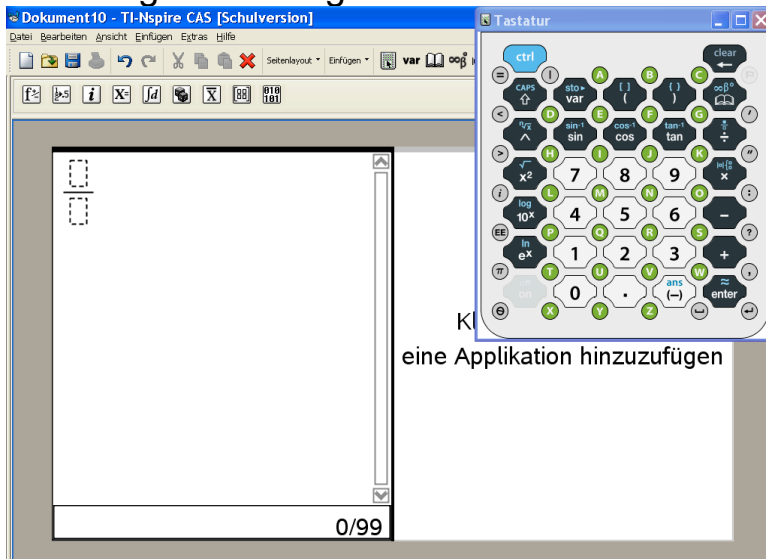 Dokument10 - TI-Nspire CAS [Schulversion]
Datei Bearbeiten Ansicht Einfügen Extras Hilfe
Seitenlayout Einfügen var
0/99
eine Applikation hinzuzufügen
Tastatur
ctrl clear
CAPS sto▸ [ ] { } ∞β°
var ( )
A B C
ⁿ√x sin-1 cos-1 tan-1
^ sin cos tan ÷
D E F G
√ 
x² 7 8 9 ×
H I J K
log
10ˣ 4 5 6 −
L M N O
EE P Q R S ?
ln
eˣ 1 2 3 +
π T U V W ,
ans ≈
0 . (–) enter
X Y Z